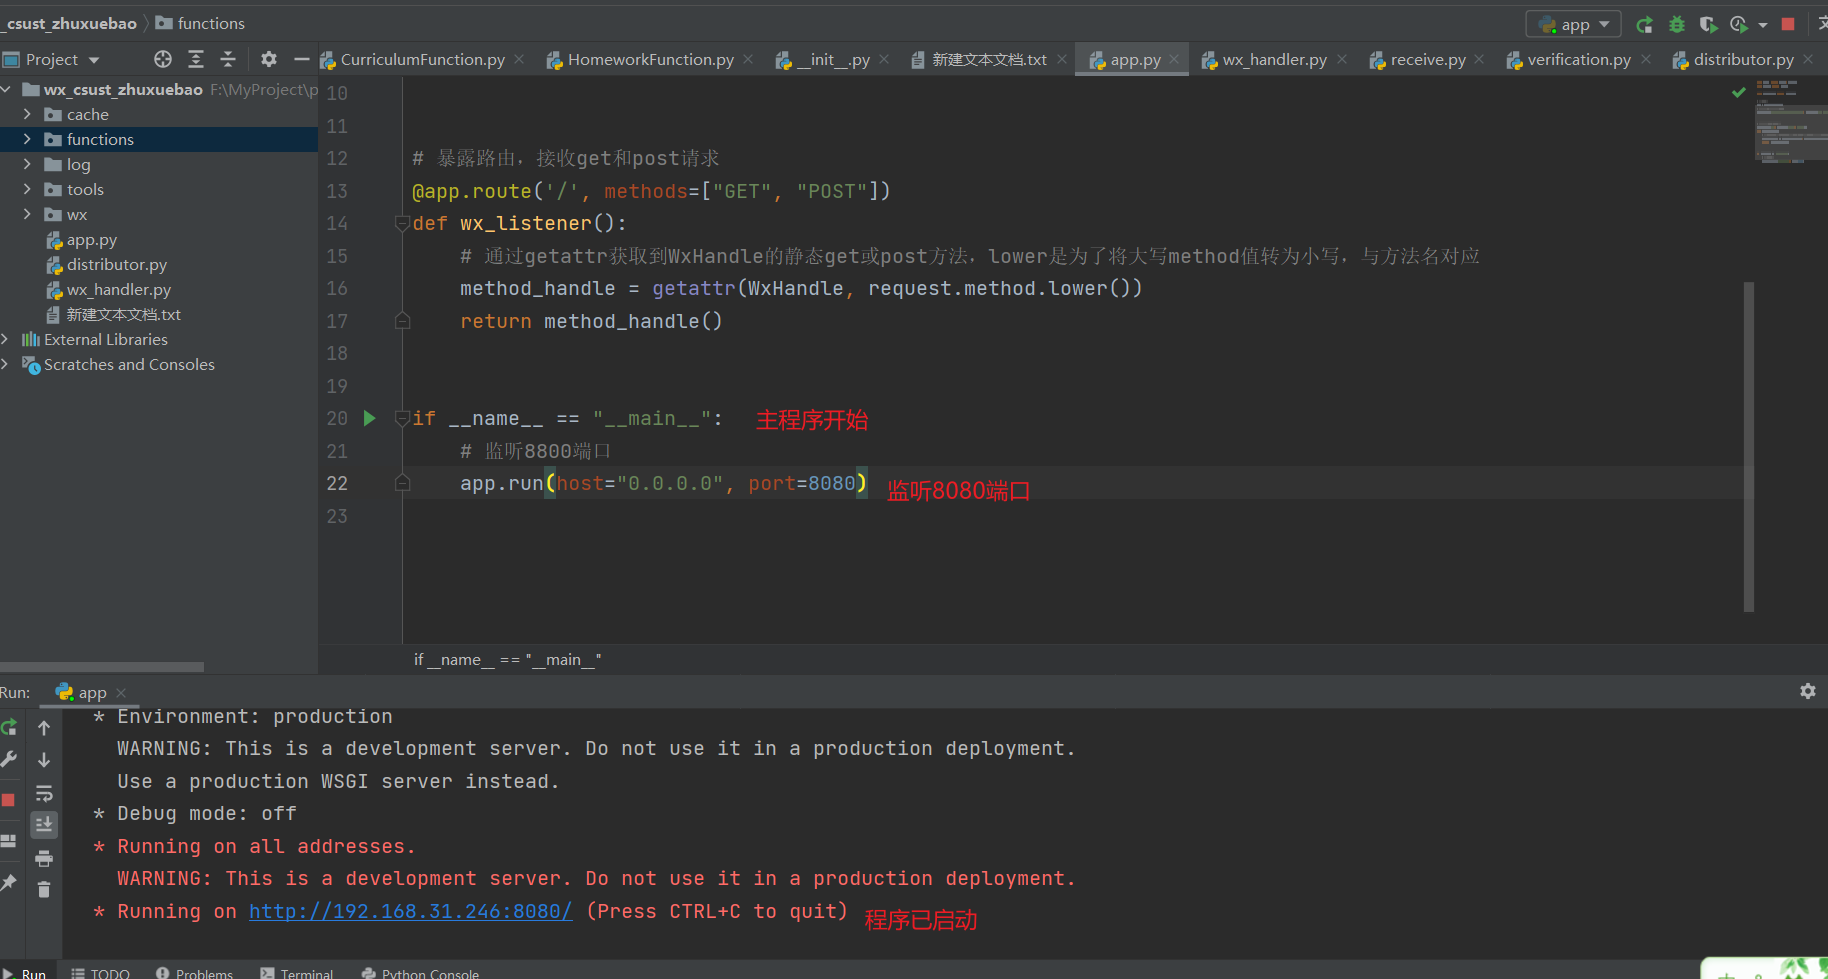 _csust_zhuxuebao functions
app
Project
CurriculumFunction.py HomeworkFunction.py __init__.py 新建文本文档.txt app.py wx_handler.py receive.py verification.py distributor.py
wx_csust_zhuxuebao F:\MyProject\p
cache
functions
log
tools
wx
app.py
distributor.py
wx_handler.py
新建文本文档.txt
External Libraries
Scratches and Consoles
10
11
12 # 暴露路由，接收get和post请求
13 @app.route('/', methods=["GET", "POST"])
14 def wx_listener():
15 # 通过getattr获取到WxHandle的静态get或post方法，lower是为了将大写method值转为小写，与方法名对应
16 method_handle = getattr(WxHandle, request.method.lower())
17 return method_handle()
18
19
20 if __name__ == "__main__": 主程序开始
21 # 监听8800端口
22 app.run(host="0.0.0.0", port=8080) 监听8080端口
23
if __name__ == "__main__"
Run: app
* Environment: production
WARNING: This is a development server. Do not use it in a production deployment.
Use a production WSGI server instead.
* Debug mode: off
* Running on all addresses.
WARNING: This is a development server. Do not use it in a production deployment.
* Running on http://192.168.31.246:8080/ (Press CTRL+C to quit) 程序已启动
Run TODO Problems Terminal Python Console